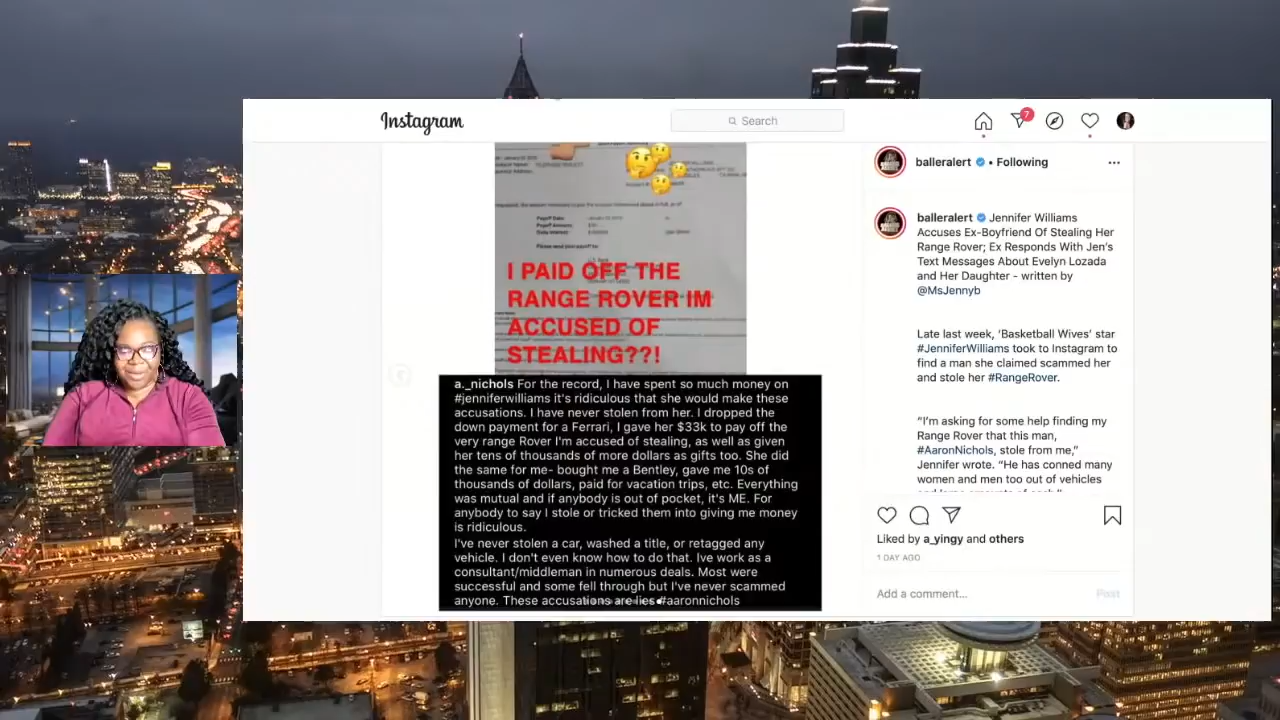 Instagram
Search
7
Payoff Date:
Payoff Amount:
Daily Interest:
Please send your payoff to:
I PAID OFF THE
RANGE ROVER IM
ACCUSED OF
STEALING??!
a._nichols For the record, I have spent so much money on
#jenniferwilliams it's ridiculous that she would make these
accusations. I have never stolen from her. I dropped the
down payment for a Ferrari, I gave her $33k to pay off the
very range Rover I'm accused of stealing, as well as given
her tens of thousands of more dollars as gifts too. She did
the same for me- bought me a Bentley, gave me 10s of
thousands of dollars, paid for vacation trips, etc. Everything
was mutual and if anybody is out of pocket, it's ME. For
anybody to say I stole or tricked them into giving me money
is ridiculous.
I've never stolen a car, washed a title, or retagged any
vehicle. I don't even know how to do that. Ive work as a
consultant/middleman in numerous deals. Most were
successful and some fell through but I've never scammed
anyone. These accusations are lies #aaronnichols
balleralert • Following
balleralert Jennifer Williams
Accuses Ex-Boyfriend Of Stealing Her
Range Rover; Ex Responds With Jen's
Text Messages About Evelyn Lozada
and Her Daughter - written by
@MsJennyb
Late last week, 'Basketball Wives' star
#JenniferWilliams took to Instagram to
find a man she claimed scammed her
and stole her #RangeRover.
"I'm asking for some help finding my
Range Rover that this man,
#AaronNichols, stole from me,"
Jennifer wrote. "He has conned many
women and men too out of vehicles
Liked by a_yingy and others
1 DAY AGO
Add a comment...
Post